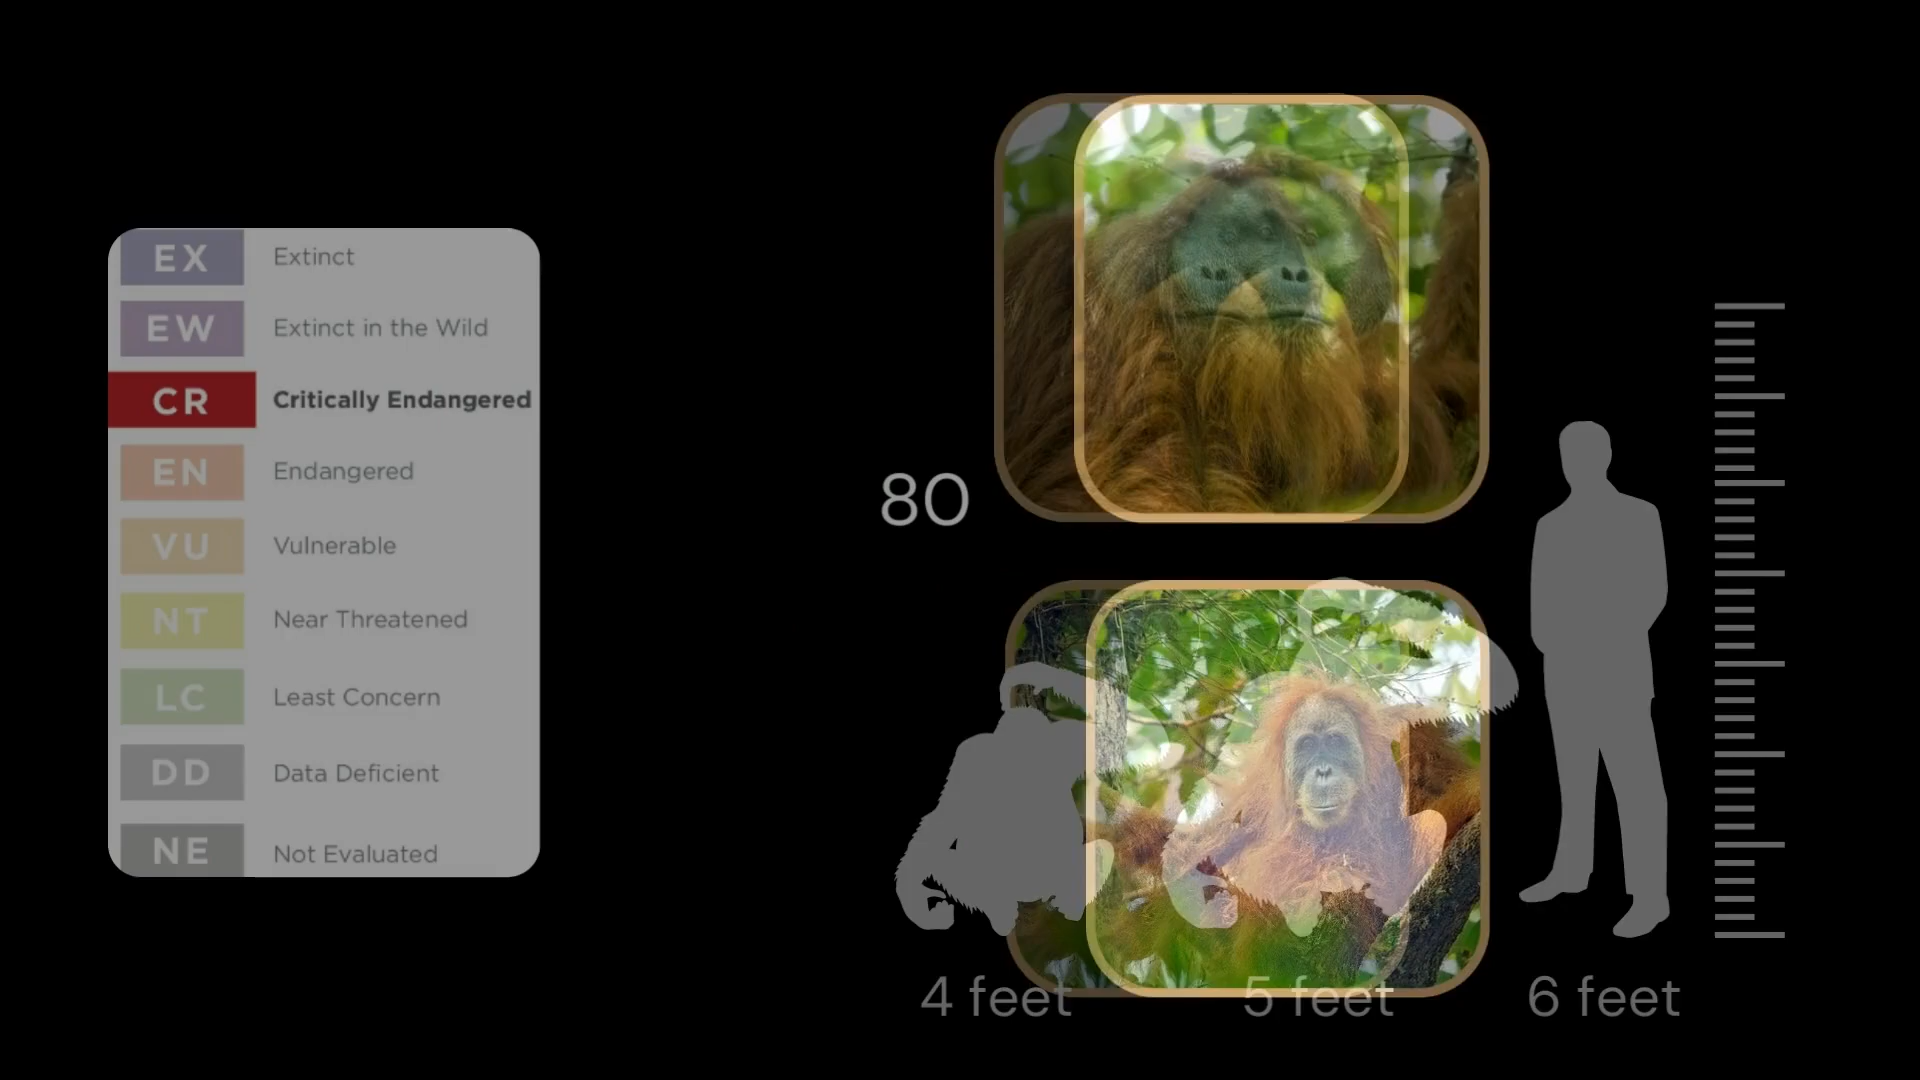 EX Extinct
EW Extinct in the Wild
CR Critically Endangered
EN Endangered
VU Vulnerable
NT Near Threatened
LC Least Concern
DD Data Deficient
NE Not Evaluated
80
4 feet 5 feet 6 feet